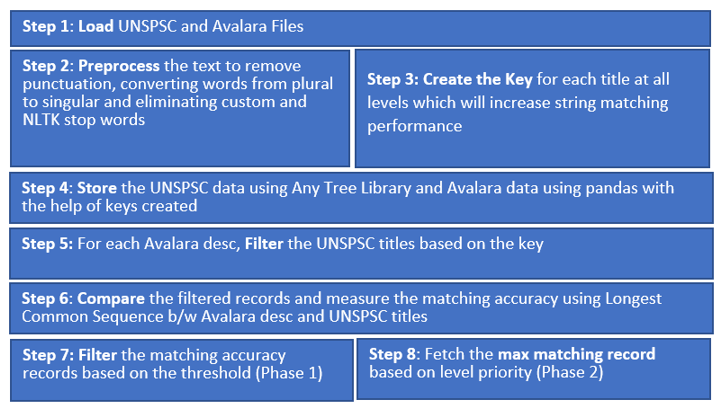 Step 1: Load UNSPSC and Avalara Files
Step 2: Preprocess the text to remove
punctuation, converting words from plural
to singular and eliminating custom and
NLTK stop words
Step 3: Create the Key for each title at all
levels which will increase string matching
performance
Step 4: Store the UNSPSC data using Any Tree Library and Avalara data using pandas with
the help of keys created
Step 5: For each Avalara desc, Filter the UNSPSC titles based on the key
Step 6: Compare the filtered records and measure the matching accuracy using Longest
Common Sequence b/w Avalara desc and UNSPSC titles
Step 7: Filter the matching accuracy
records based on the threshold (Phase 1)
Step 8: Fetch the max matching record
based on level priority (Phase 2)